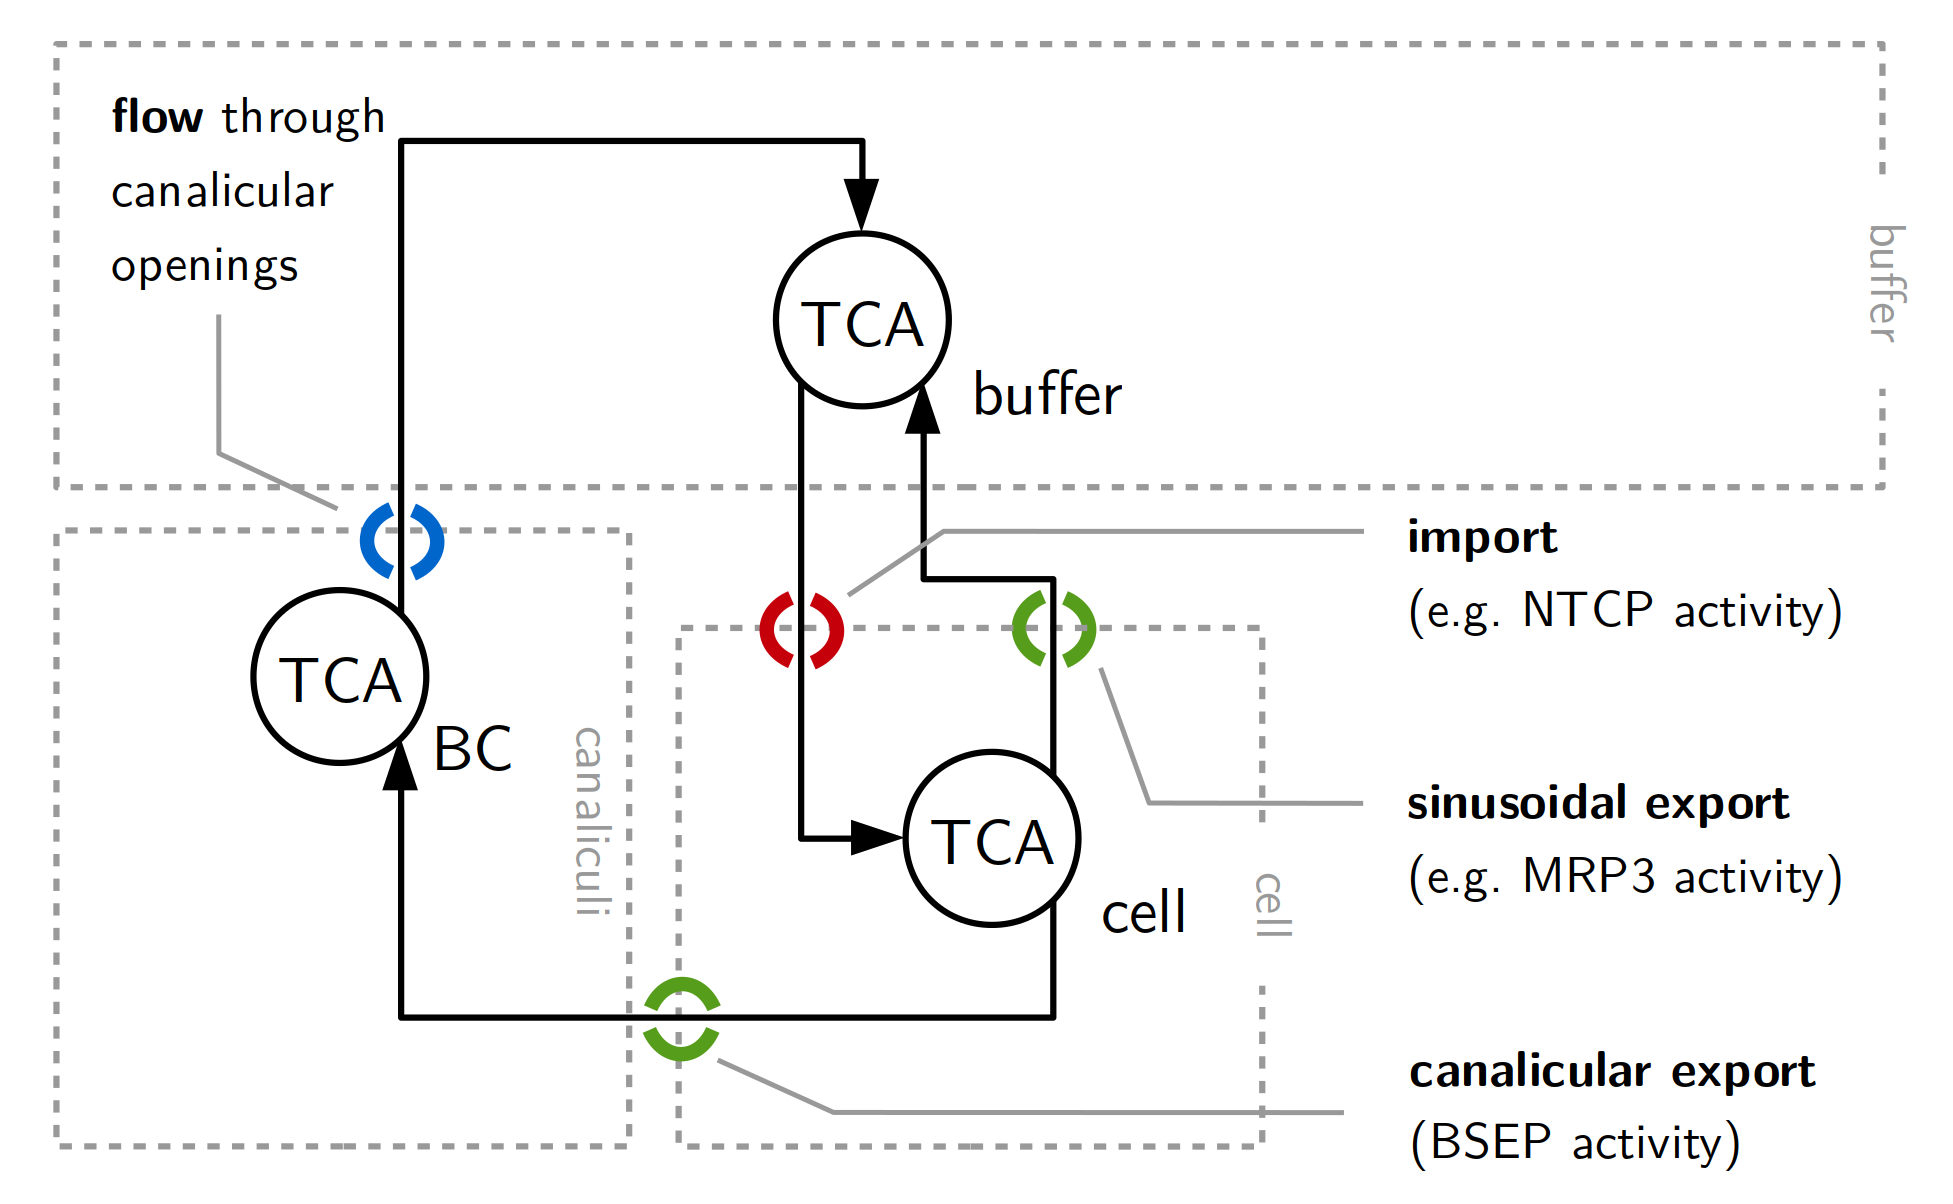 flow through
canalicular
openings
TCA
buffer
buffer
import
(e.g. NTCP activity)
TCA
BC
canaliculi
TCA
cell
cell
sinusoidal export
(e.g. MRP3 activity)
canalicular export
(BSEP activity)